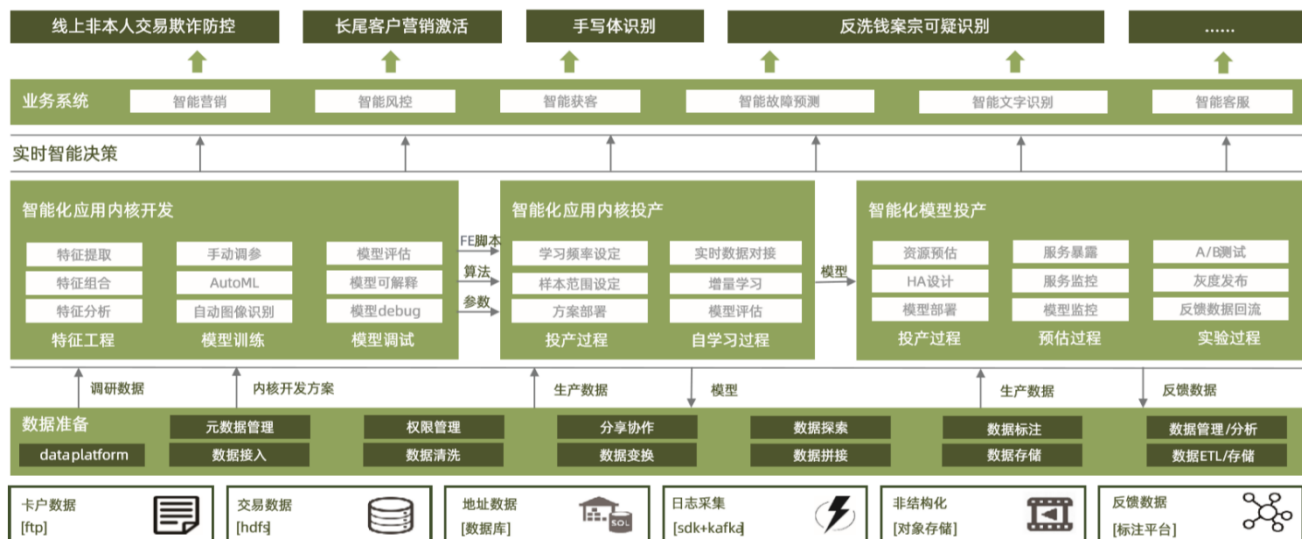 线上非本人交易欺诈防控 长尾客户营销激活 手写体识别 反洗钱案宗可疑识别 ......
业务系统 智能营销 智能风控 智能获客 智能故障预测 智能文字识别 智能客服
实时智能决策
智能化应用内核开发
特征提取 手动调参 模型评估
特征组合 AutoML 模型可解释
特征分析 自动图像识别 模型debug
特征工程 模型训练 模型调试
FE脚本
算法
参数
智能化应用内核投产
学习频率设定 实时数据对接
样本范围设定 增量学习
方案部署 模型评估
投产过程 自学习过程
模型
智能化模型投产
资源预估 服务暴露 A/B测试
HA设计 服务监控 灰度发布
模型部署 模型监控 反馈数据回流
投产过程 预估过程 实验过程
调研数据 内核开发方案 生产数据 模型 生产数据 反馈数据
数据准备 元数据管理 权限管理 分享协作 数据探索 数据标注 数据管理/分析
dataplatform 数据接入 数据清洗 数据变换 数据拼接 数据存储 数据ETL/存储
卡户数据
[ftp]
交易数据
[hdfs]
地址数据
[数据库]
SQL
日志采集
[sdk+kafka]
非结构化
[对象存储]
反馈数据
[标注平台]